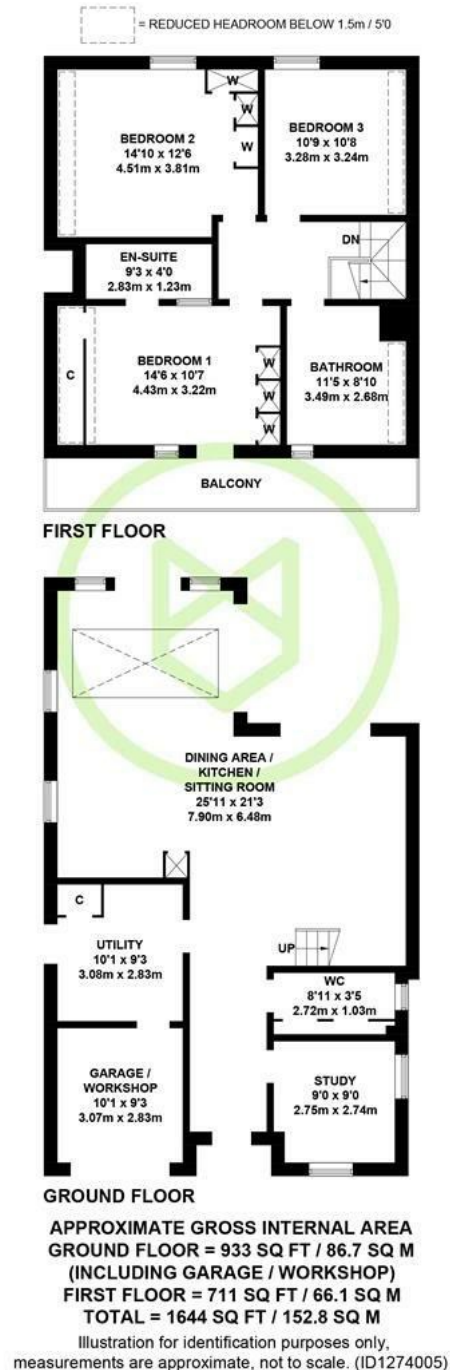 = REDUCED HEADROOM BELOW 1.5m / 5'0
BEDROOM 2
14'10 x 12'6
4.51m x 3.81m
W
W
W
BEDROOM 3
10'9 x 10'8
3.28m x 3.24m
DN
EN-SUITE
9'3 x 4'0
2.83m x 1.23m
C
BEDROOM 1
14'6 x 10'7
4.43m x 3.22m
W
W
W
BATHROOM
11'5 x 8'10
3.49m x 2.68m
BALCONY
FIRST FLOOR
DINING AREA /
KITCHEN /
SITTING ROOM
25'11 x 21'3
7.90m x 6.48m
C
UTILITY
10'1 x 9'3
3.08m x 2.83m
UP
WC
8'11 x 3'5
2.72m x 1.03m
GARAGE /
WORKSHOP
10'1 x 9'3
3.07m x 2.83m
STUDY
9'0 x 9'0
2.75m x 2.74m
GROUND FLOOR
APPROXIMATE GROSS INTERNAL AREA
GROUND FLOOR = 933 SQ FT / 86.7 SQ M
(INCLUDING GARAGE / WORKSHOP)
FIRST FLOOR = 711 SQ FT / 66.1 SQ M
TOTAL = 1644 SQ FT / 152.8 SQ M
Illustration for identification purposes only,
measurements are approximate, not to scale. (ID1274005)